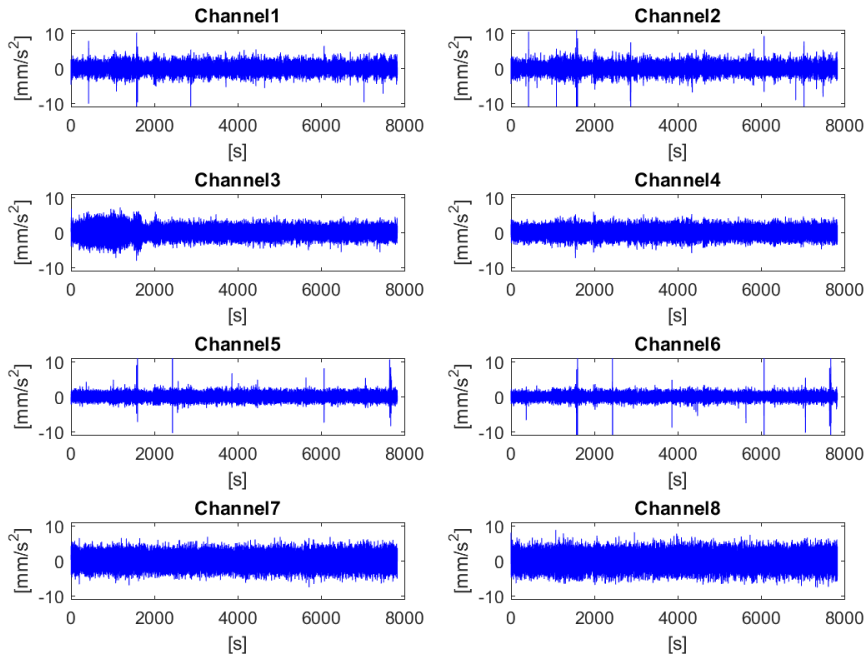 Channel1 Channel2
10 10
[mm/s²] 0 [mm/s²] 0
-10 -10
0 2000 4000 6000 8000 0 2000 4000 6000 8000
[s] [s]
Channel3 Channel4
10 10
[mm/s²] 0 [mm/s²] 0
-10 -10
0 2000 4000 6000 8000 0 2000 4000 6000 8000
[s] [s]
Channel5 Channel6
10 10
[mm/s²] 0 [mm/s²] 0
-10 -10
0 2000 4000 6000 8000 0 2000 4000 6000 8000
[s] [s]
Channel7 Channel8
10 10
[mm/s²] 0 [mm/s²] 0
-10 -10
0 2000 4000 6000 8000 0 2000 4000 6000 8000
[s] [s]